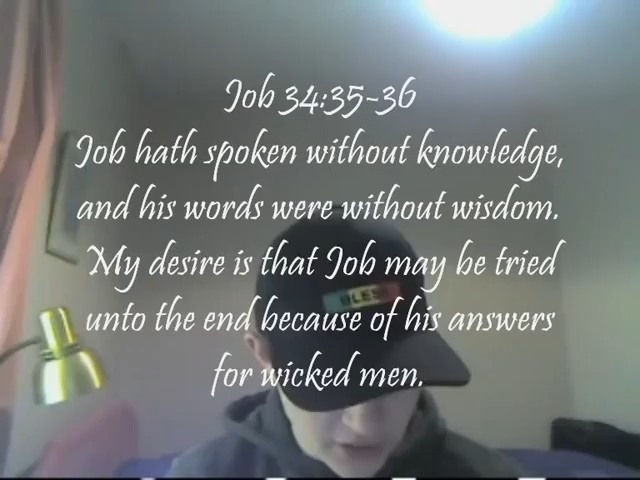 Job 34:35-36
Job hath spoken without knowledge,
and his words were without wisdom.
My desire is that Job may be tried
unto the end because of his answers
for wicked men.
BLESS